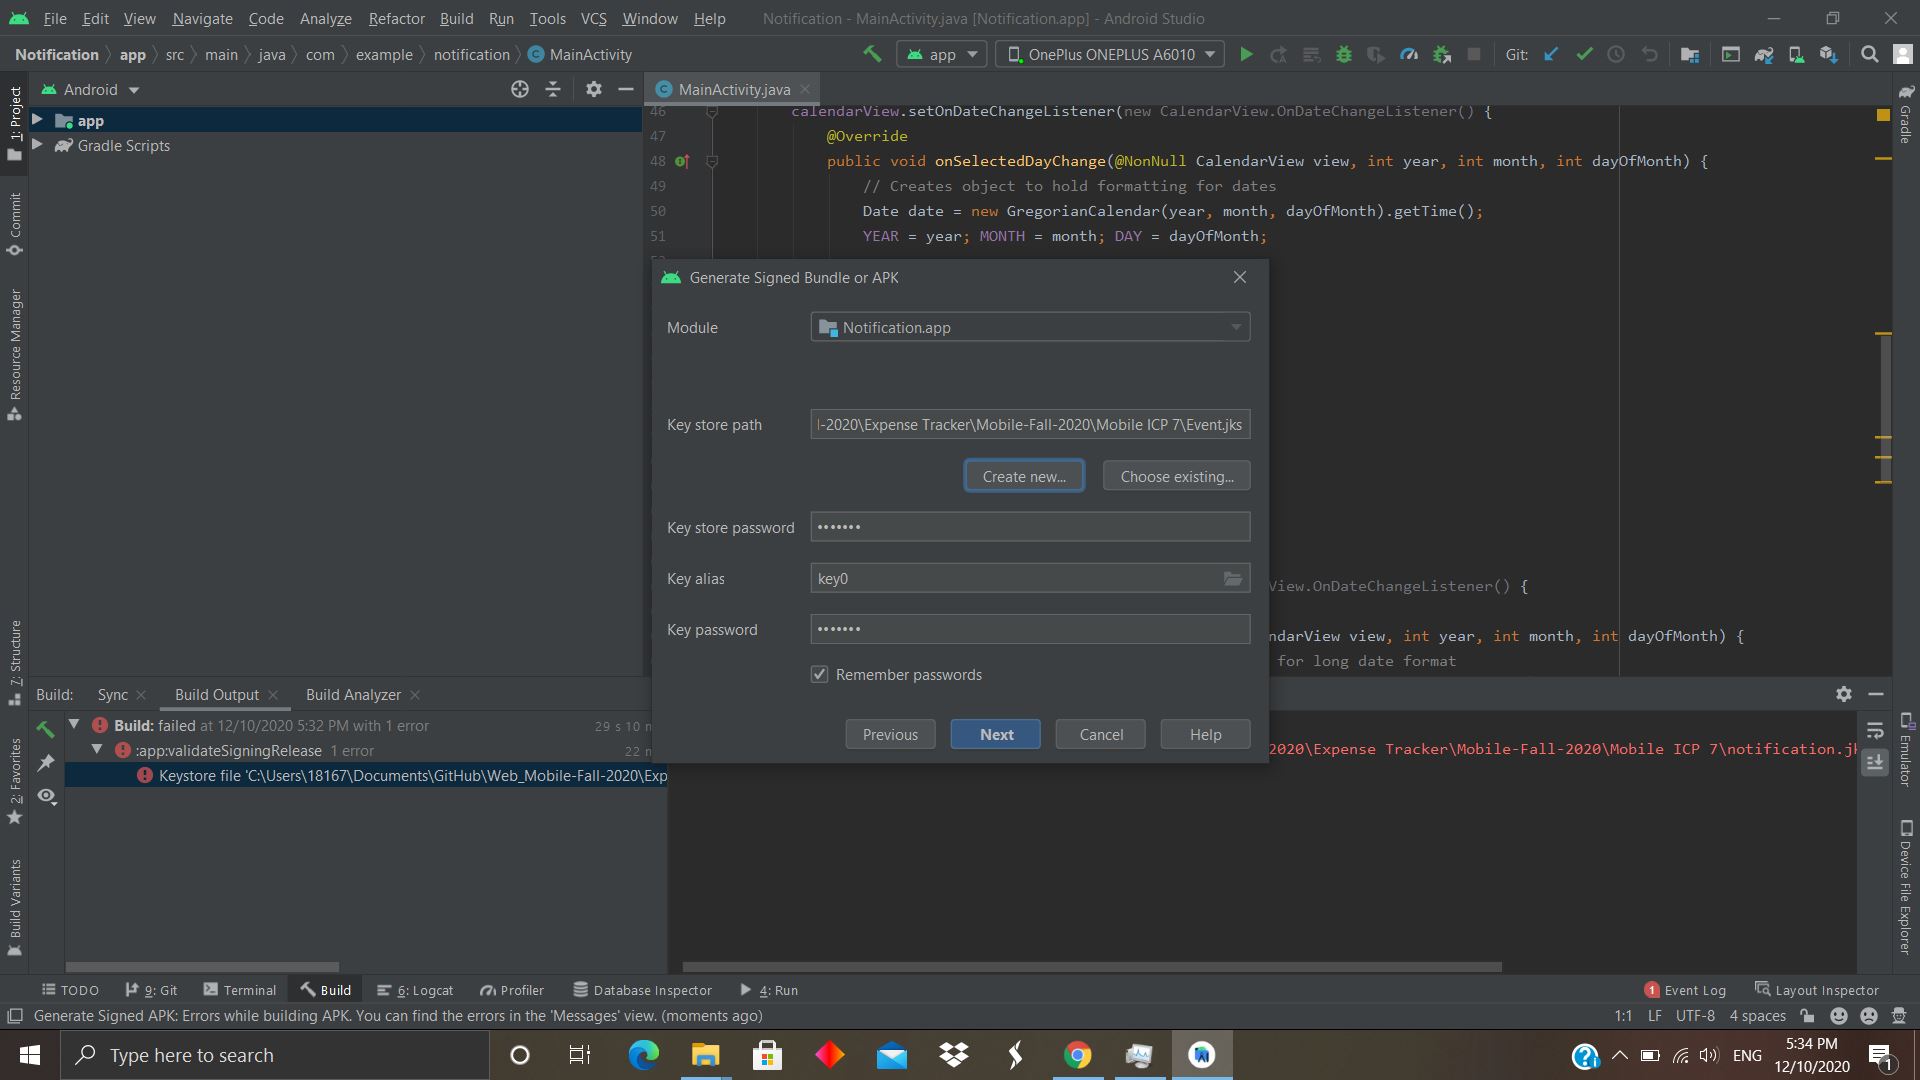 File Edit View Navigate Code Analyze Refactor Build Run Tools VCS Window Help Notification - MainActivity.java [Notification.app] - Android Studio
Notification app src main java com example notification MainActivity app OnePlus ONEPLUS A6010 Git:
Android
MainActivity.java
1: Project
Commit
Resource Manager
7: Structure
2: Favorites
Build Variants
app
Gradle Scripts
46 calendarView.setOnDateChangeListener(new CalendarView.OnDateChangeListener() {
47 @Override
48 public void onSelectedDayChange(@NonNull CalendarView view, int year, int month, int dayOfMonth) {
49 // Creates object to hold formatting for dates
50 Date date = new GregorianCalendar(year, month, dayOfMonth).getTime();
51 YEAR = year; MONTH = month; DAY = dayOfMonth;
View.OnDateChangeListener() {
ndarView view, int year, int month, int dayOfMonth) {
for long date format
Generate Signed Bundle or APK
Module Notification.app
Key store path -2020\Expense Tracker\Mobile-Fall-2020\Mobile ICP 7\Event.jks
Create new... Choose existing...
Key store password •••••••
Key alias key0
Key password •••••••
Remember passwords
Previous Next Cancel Help
Build: Sync Build Output Build Analyzer
Build: failed at 12/10/2020 5:32 PM with 1 error 29 s 10 m
:app:validateSigningRelease 1 error 22 m
Keystore file 'C:\Users\18167\Documents\GitHub\Web_Mobile-Fall-2020\Exp
2020\Expense Tracker\Mobile-Fall-2020\Mobile ICP 7\notification.jk
Gradle
Emulator
Device File Explorer
TODO 9: Git Terminal Build 6: Logcat Profiler Database Inspector 4: Run 1 Event Log Layout Inspector
Generate Signed APK: Errors while building APK. You can find the errors in the 'Messages' view. (moments ago) 1:1 LF UTF-8 4 spaces
Type here to search
ENG
5:34 PM
12/10/2020
1